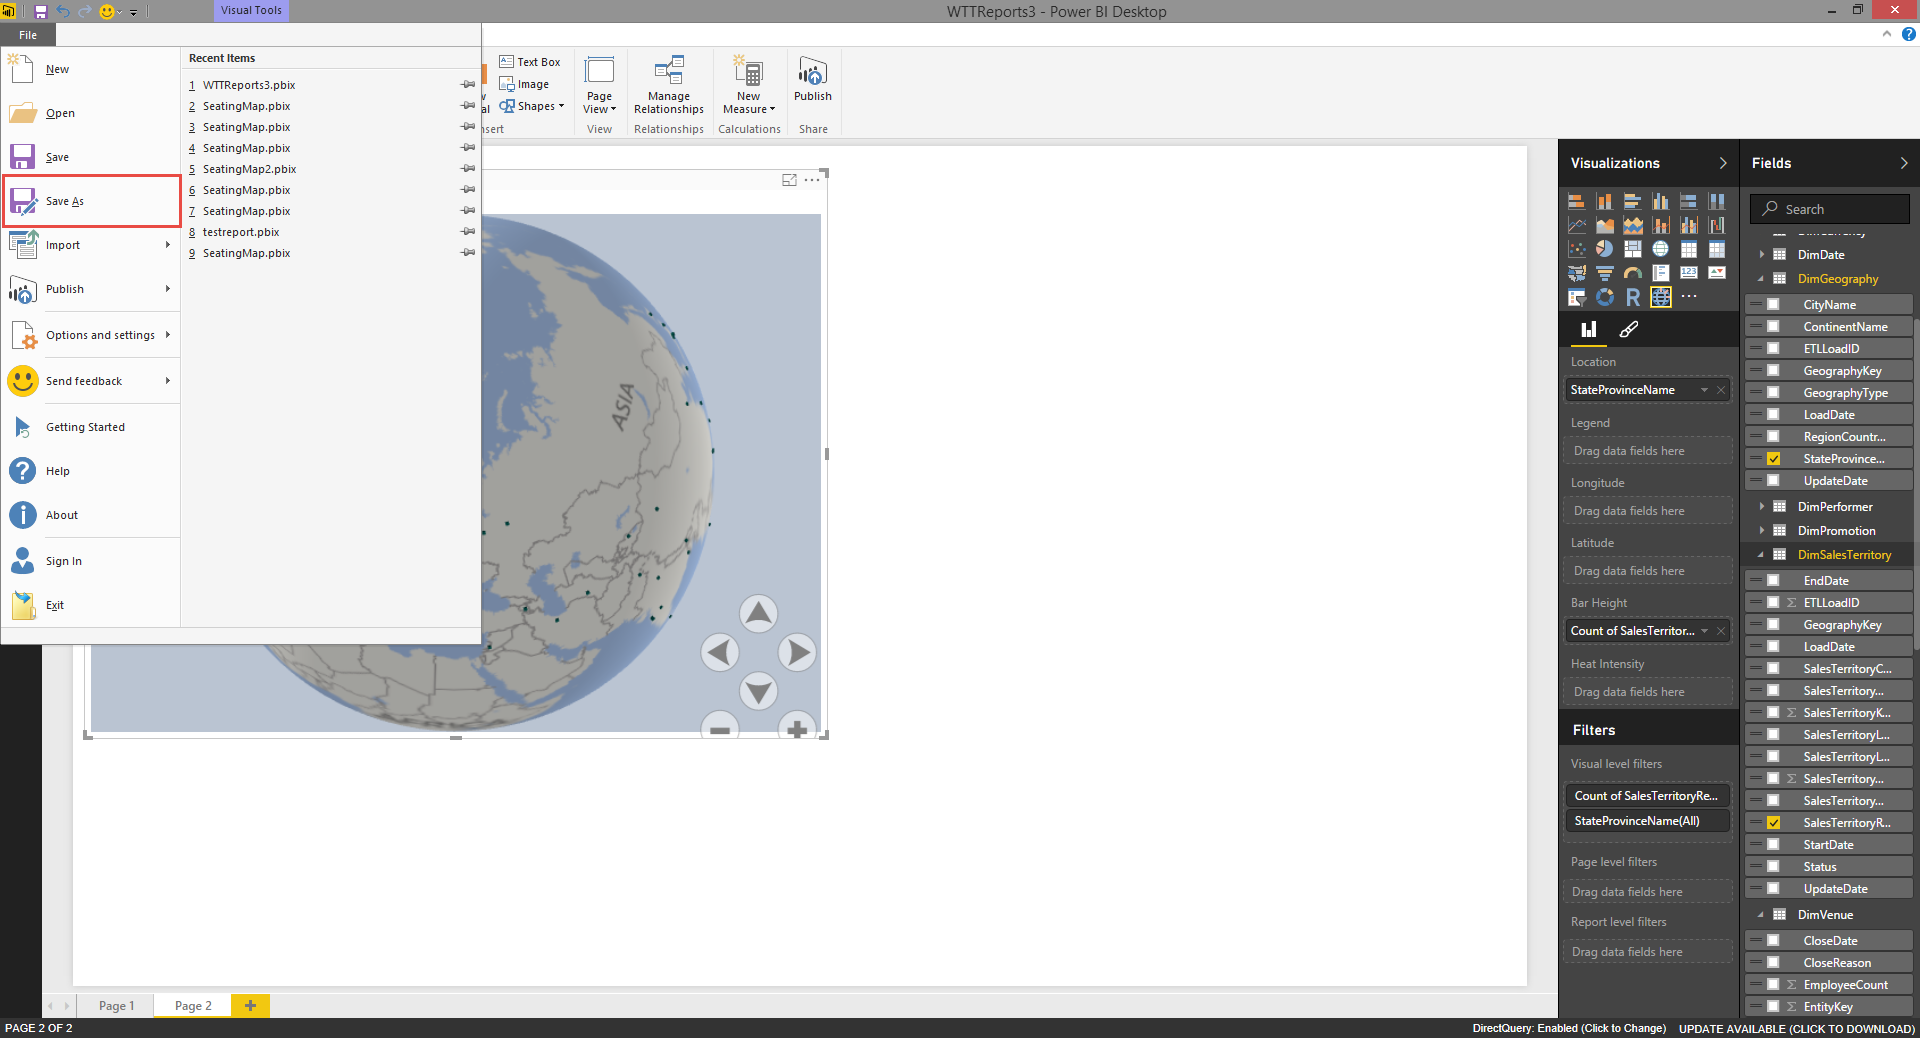 Visual Tools
WTTReports3 - Power BI Desktop
File
New
Open
Save
Save As
Import
Publish
Options and settings
Send feedback
Getting Started
Help
About
Sign In
Exit
Recent Items
1 WTTReports3.pbix
2 SeatingMap.pbix
3 SeatingMap.pbix
4 SeatingMap.pbix
5 SeatingMap2.pbix
6 SeatingMap.pbix
7 SeatingMap.pbix
8 testreport.pbix
9 SeatingMap.pbix
Text Box
Image
Shapes
Page
View
View
Manage
Relationships
Relationships
New
Measure
Calculations
Publish
Share
ASIA
Visualizations
R
123
Location
StateProvinceName
Legend
Drag data fields here
Longitude
Drag data fields here
Latitude
Drag data fields here
Bar Height
Count of SalesTerritor...
Heat Intensity
Drag data fields here
Filters
Visual level filters
Count of SalesTerritoryRe...
StateProvinceName(All)
Page level filters
Drag data fields here
Report level filters
Drag data fields here
Fields
Search
DimDate
DimGeography
CityName
ContinentName
ETLLoadID
GeographyKey
GeographyType
LoadDate
RegionCountr...
StateProvince...
UpdateDate
DimPerformer
DimPromotion
DimSalesTerritory
EndDate
Σ ETLLoadID
GeographyKey
LoadDate
SalesTerritoryC...
SalesTerritory...
Σ SalesTerritoryK...
SalesTerritoryL...
SalesTerritoryL...
Σ SalesTerritory...
SalesTerritory...
SalesTerritoryR...
StartDate
Status
UpdateDate
DimVenue
CloseDate
CloseReason
Σ EmployeeCount
Σ EntityKey
Page 1
Page 2
PAGE 2 OF 2
DirectQuery: Enabled (Click to Change)
UPDATE AVAILABLE (CLICK TO DOWNLOAD)